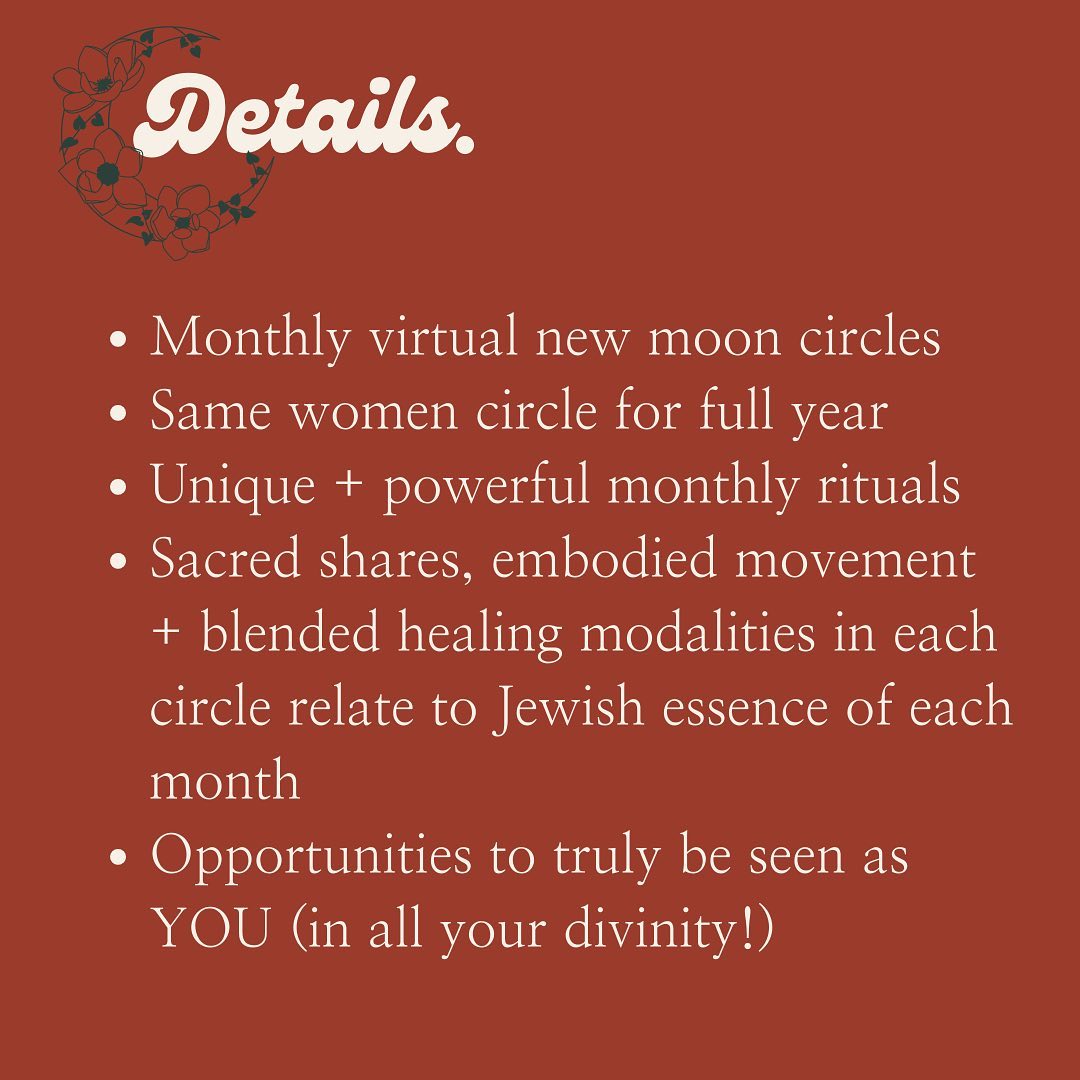 Details.
• Monthly virtual new moon circles
• Same women circle for full year
• Unique + powerful monthly rituals
• Sacred shares, embodied movement
+ blended healing modalities in each
circle relate to Jewish essence of each
month
• Opportunities to truly be seen as
YOU (in all your divinity!)